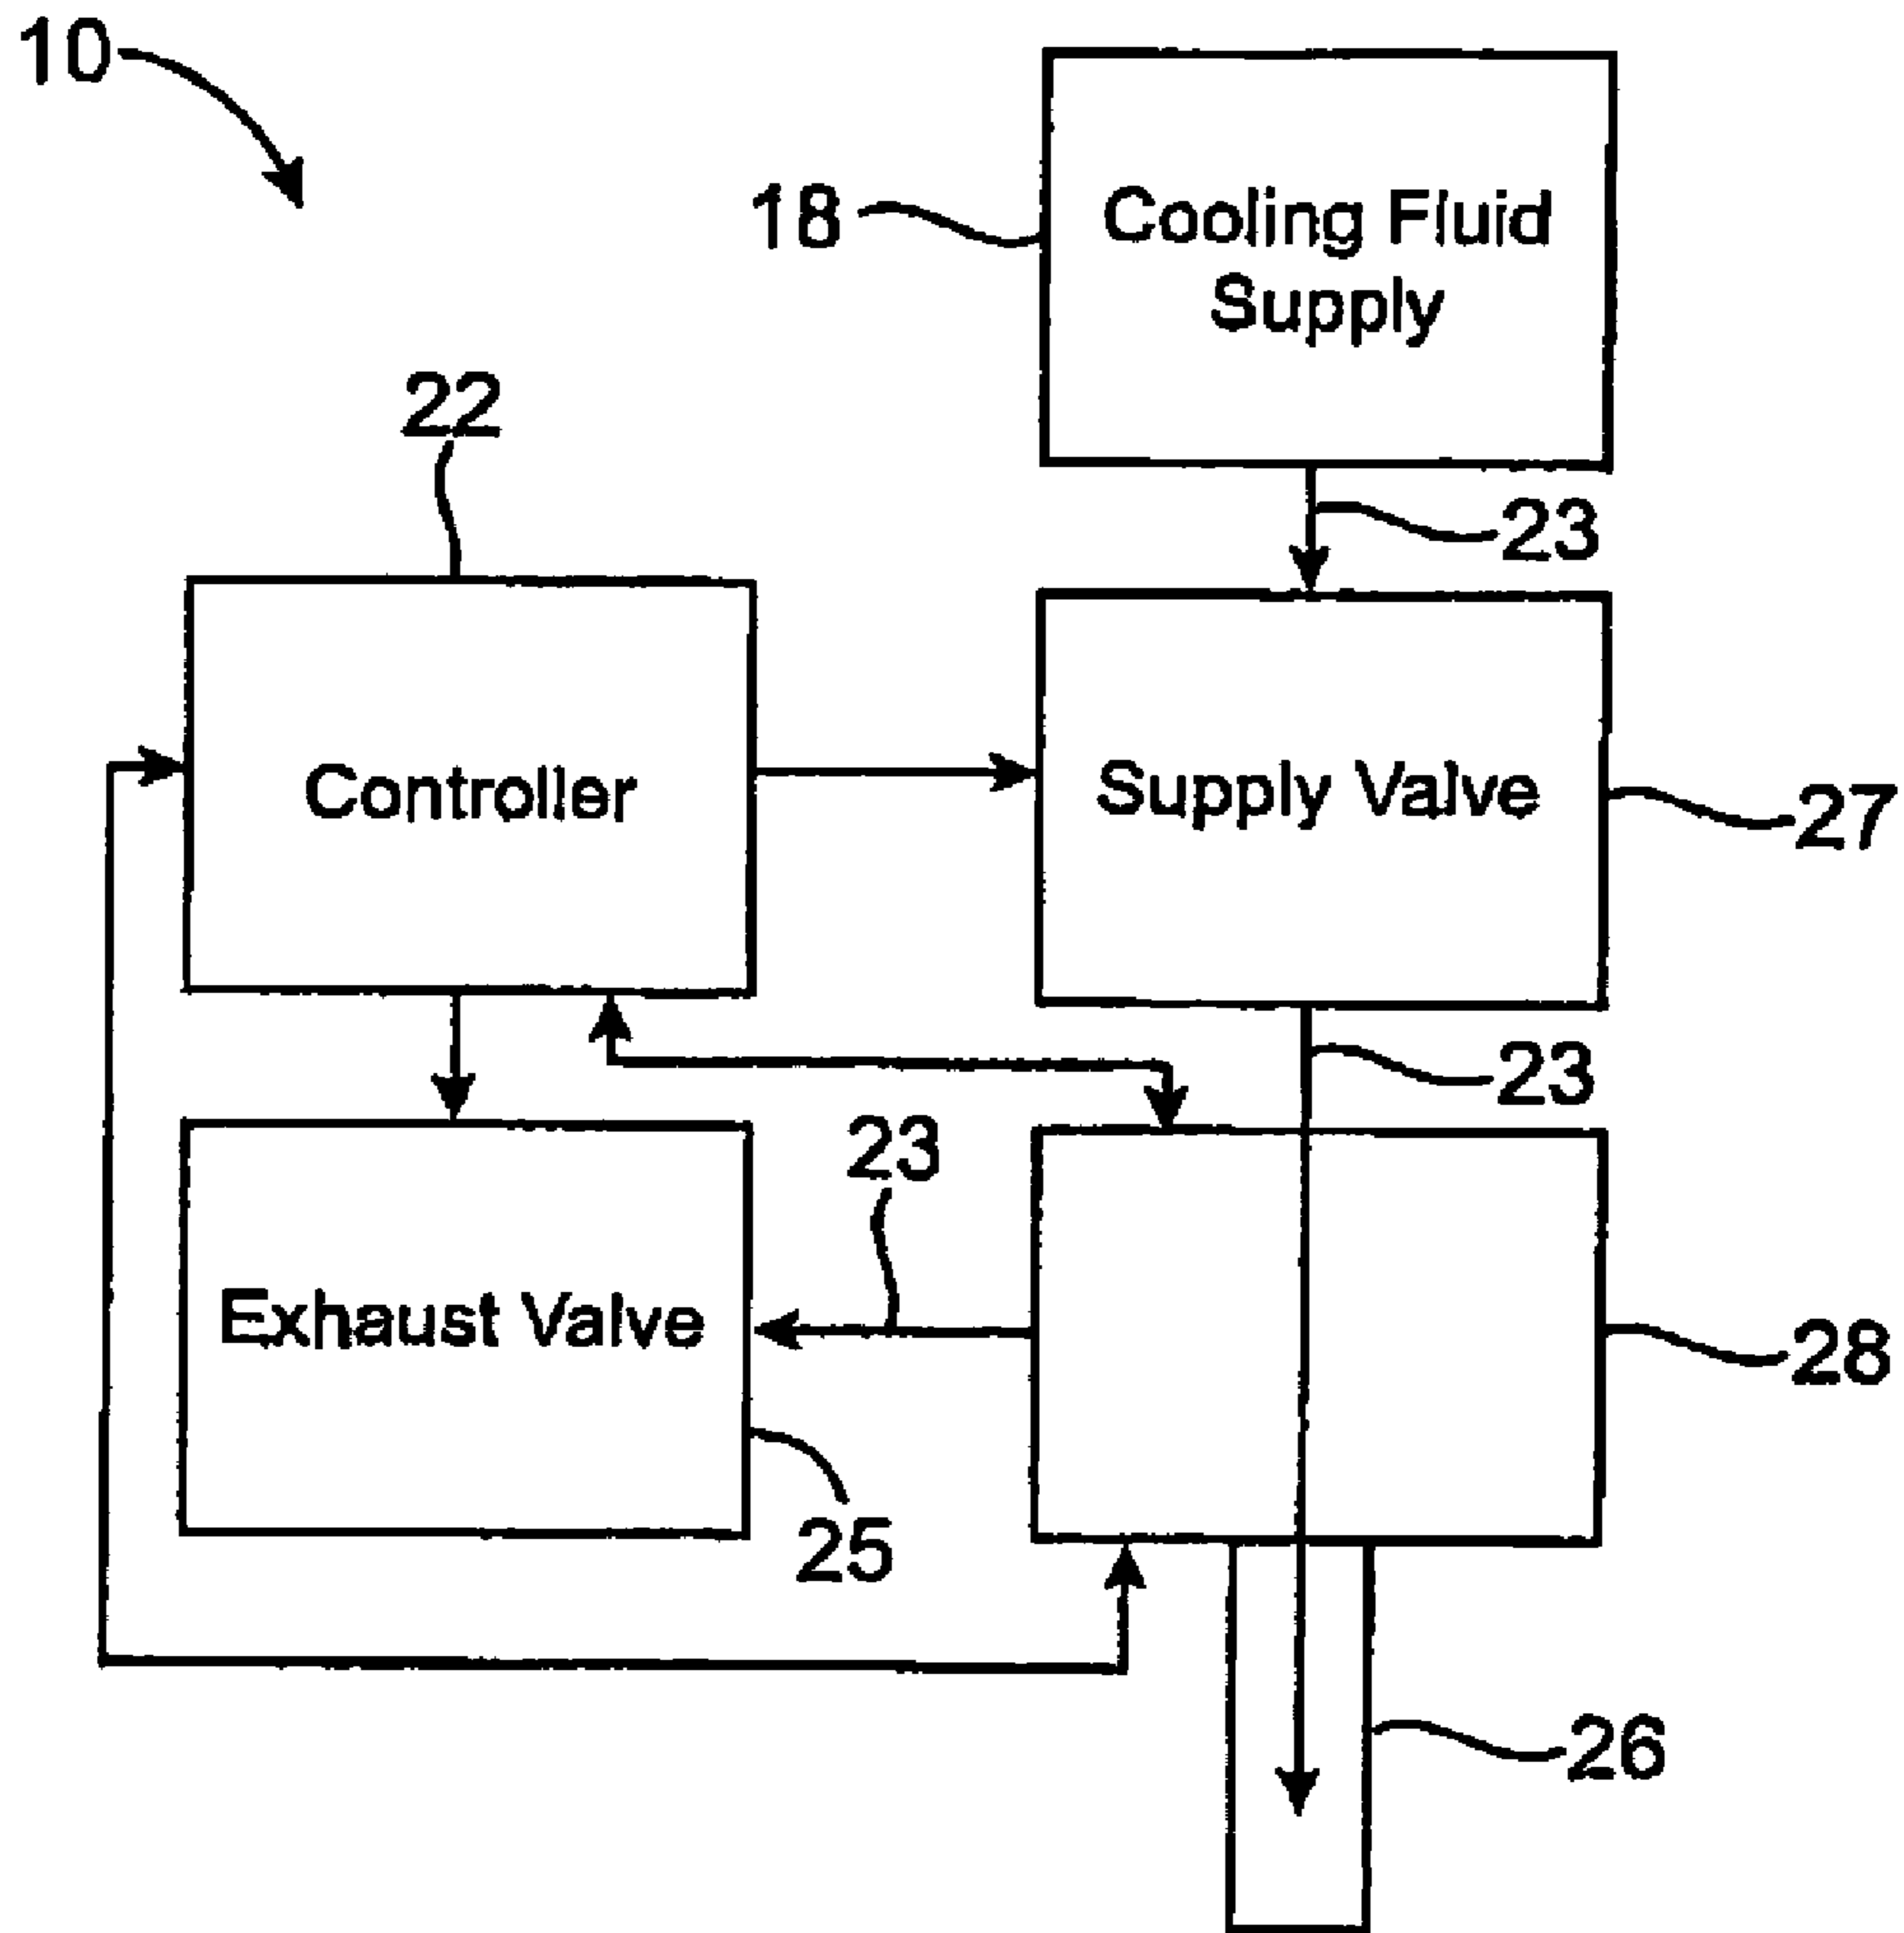 10
18
Cooling Fluid
Supply
22
23
Controller
Supply Valve
27
23
23
Exhaust Valve
28
25
26